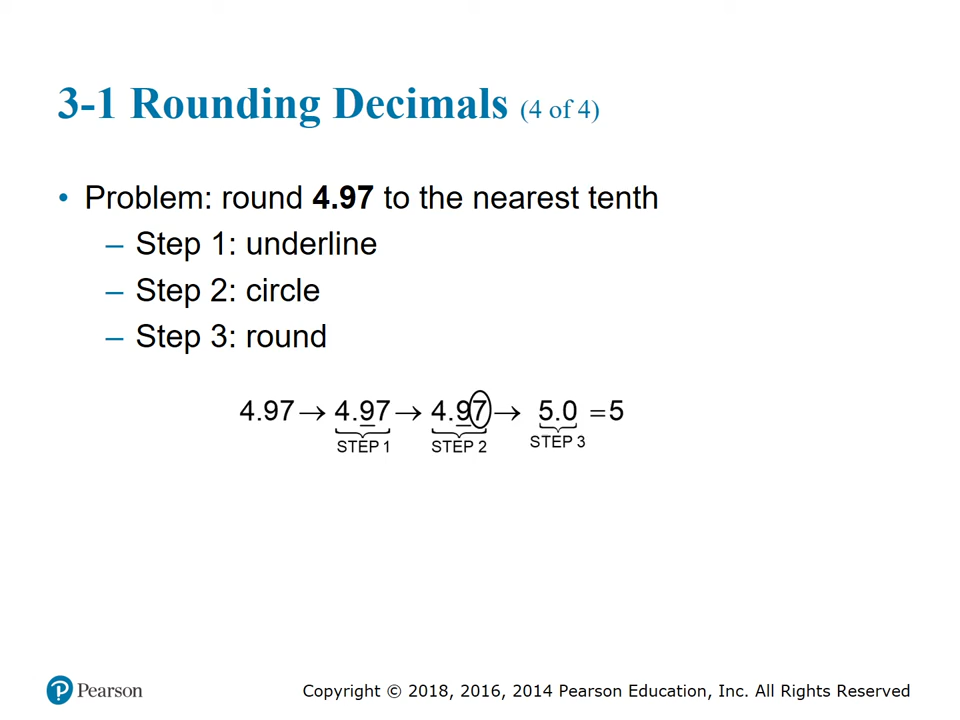 3-1 Rounding Decimals (4 of 4)
• Problem: round 4.97 to the nearest tenth
– Step 1: underline
– Step 2: circle
– Step 3: round
4.97 → 4.97 → 4.97 → 5.0 = 5
STEP 1 STEP 2 STEP 3
Pearson
Copyright © 2018, 2016, 2014 Pearson Education, Inc. All Rights Reserved